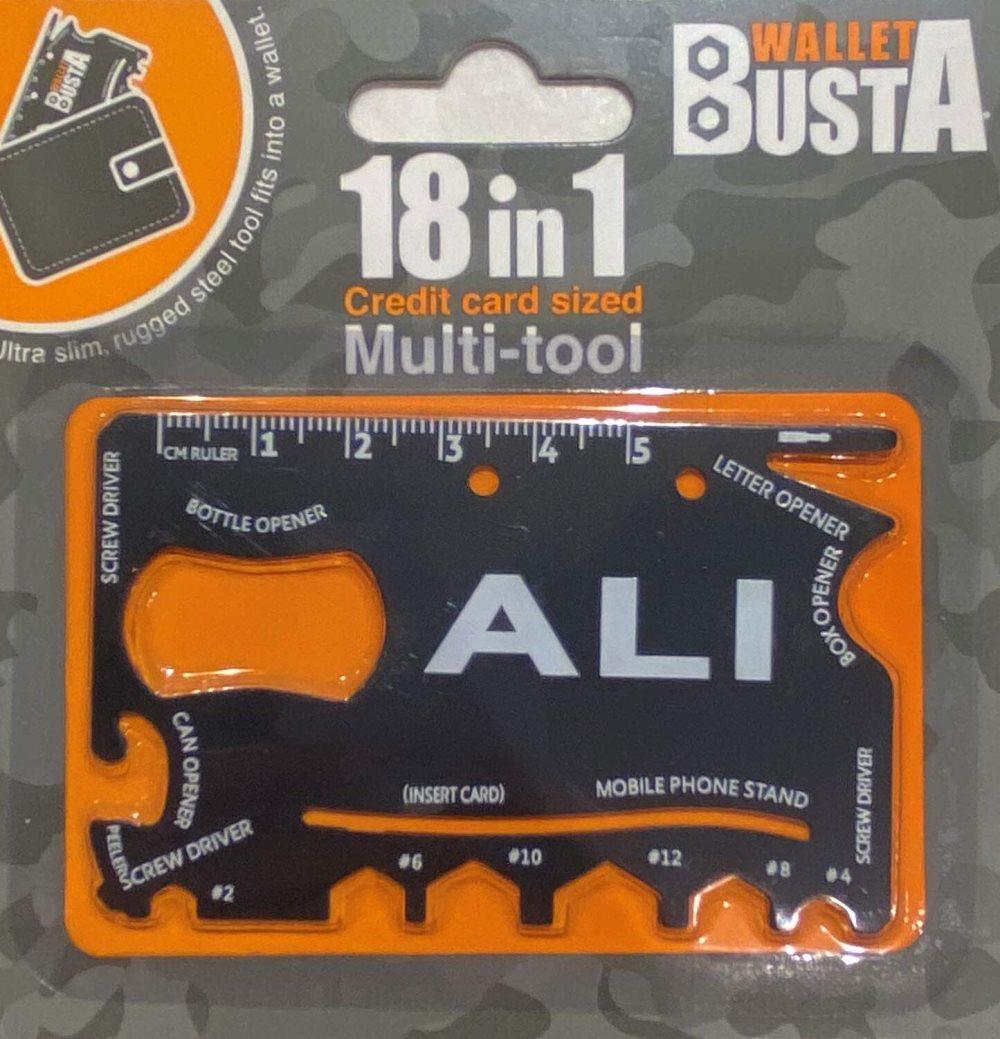 WALLET
BUSTA
WALLET
BUSTA.
Ultra slim, rugged steel tool fits into a wallet.
18 in 1
Credit card sized
Multi-tool
CM RULER
1 2 3 4 5
SCREW DRIVER
BOTTLE OPENER
LETTER OPENER
BOX OPENER
ALI
CAN OPENER
(INSERT CARD)
MOBILE PHONE STAND
SCREW DRIVER
PEELER
SCREW DRIVER
#2
#6
#10
#12
#8
#4